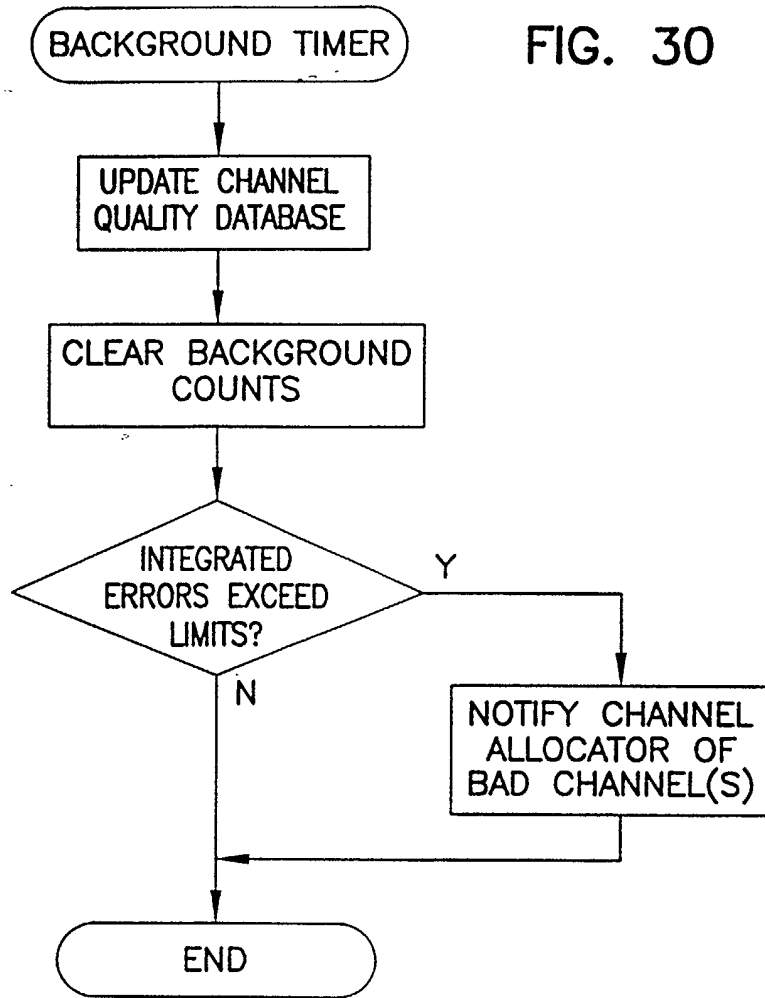 BACKGROUND TIMER
FIG. 30
UPDATE CHANNEL
QUALITY DATABASE
CLEAR BACKGROUND
COUNTS
INTEGRATED
ERRORS EXCEED
LIMITS?
Y
N
NOTIFY CHANNEL
ALLOCATOR OF
BAD CHANNEL(S)
END